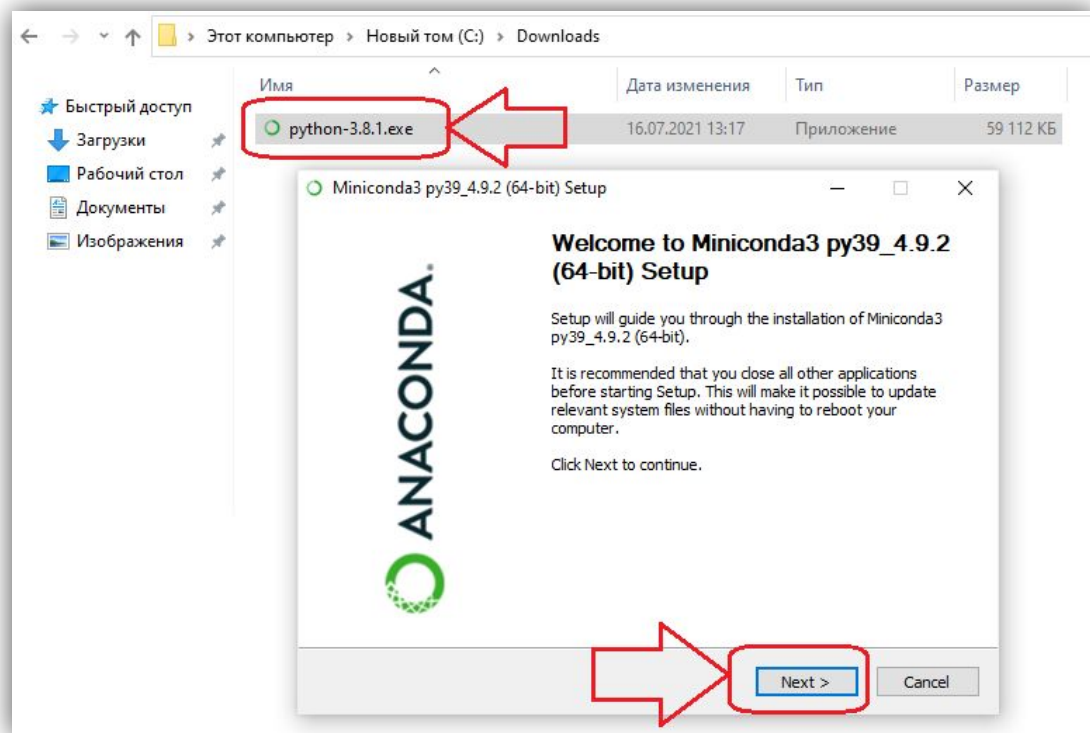 Этот компьютер > Новый том (C:) > Downloads
Имя Дата изменения Тип Размер
Быстрый доступ
python-3.8.1.exe 16.07.2021 13:17 Приложение 59 112 КБ
Загрузки
Рабочий стол
Документы
Изображения
Miniconda3 py39_4.9.2 (64-bit) Setup
Welcome to Miniconda3 py39_4.9.2
(64-bit) Setup
Setup will guide you through the installation of Miniconda3
py39_4.9.2 (64-bit).
It is recommended that you close all other applications
before starting Setup. This will make it possible to update
relevant system files without having to reboot your
computer.
Click Next to continue.
ANACONDA.
Next >
Cancel